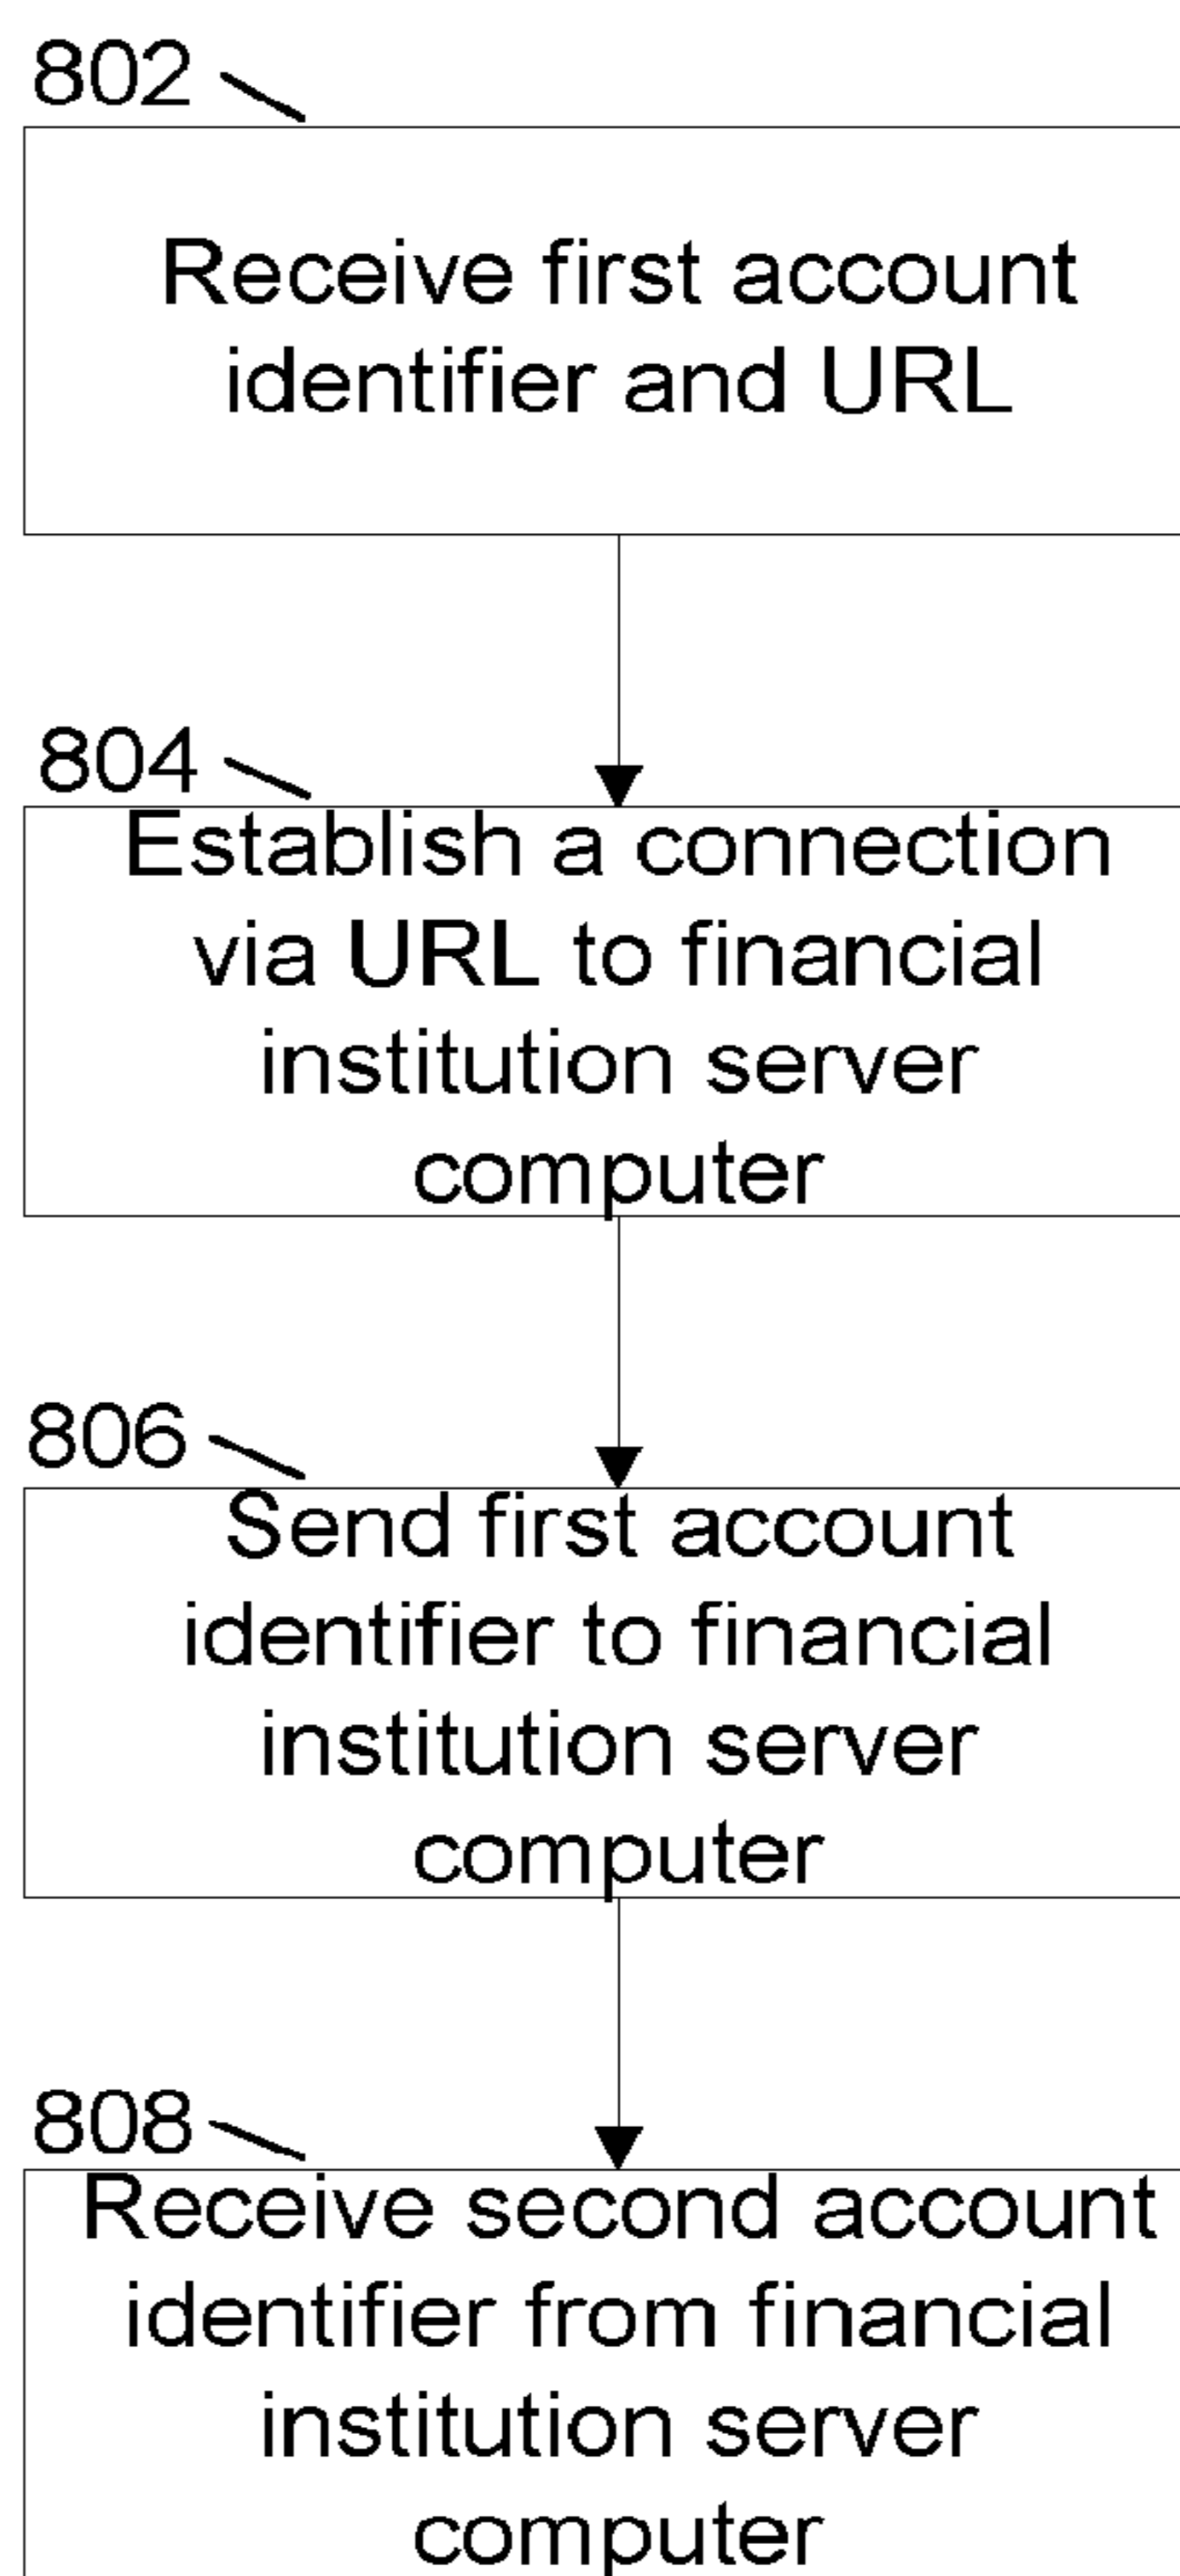 802
Receive first account
identifier and URL
804
Establish a connection
via URL to financial
institution server
computer
806
Send first account
identifier to financial
institution server
computer
808
Receive second account
identifier from financial
institution server
computer